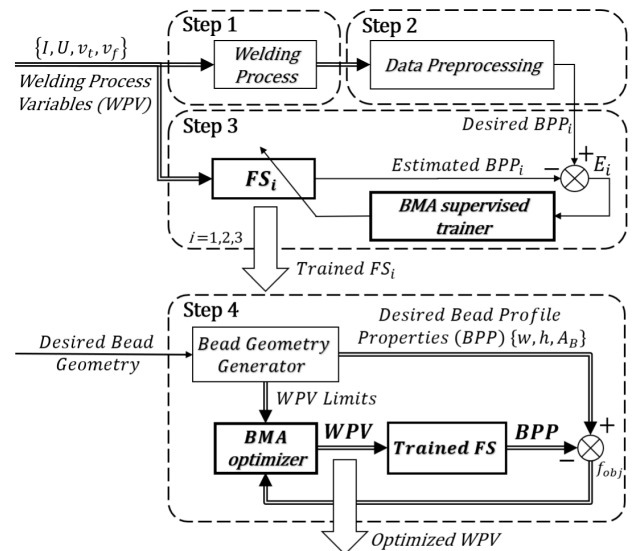 Step 1
Step 2
{I, U, v_t, v_f}
Welding Process
Variables (WPV)
Welding
Process
Data Preprocessing
Desired BPP_i
Step 3
FS_i
Estimated BPP_i
−
+
E_i
BMA supervised
trainer
i=1,2,3
Trained FS_i
Step 4
Desired Bead
Geometry
Bead Geometry
Generator
Desired Bead Profile
Properties (BPP) {w, h, A_B}
WPV Limits
BMA
optimizer
WPV
Trained FS
BPP
+
−
f_obj
Optimized WPV